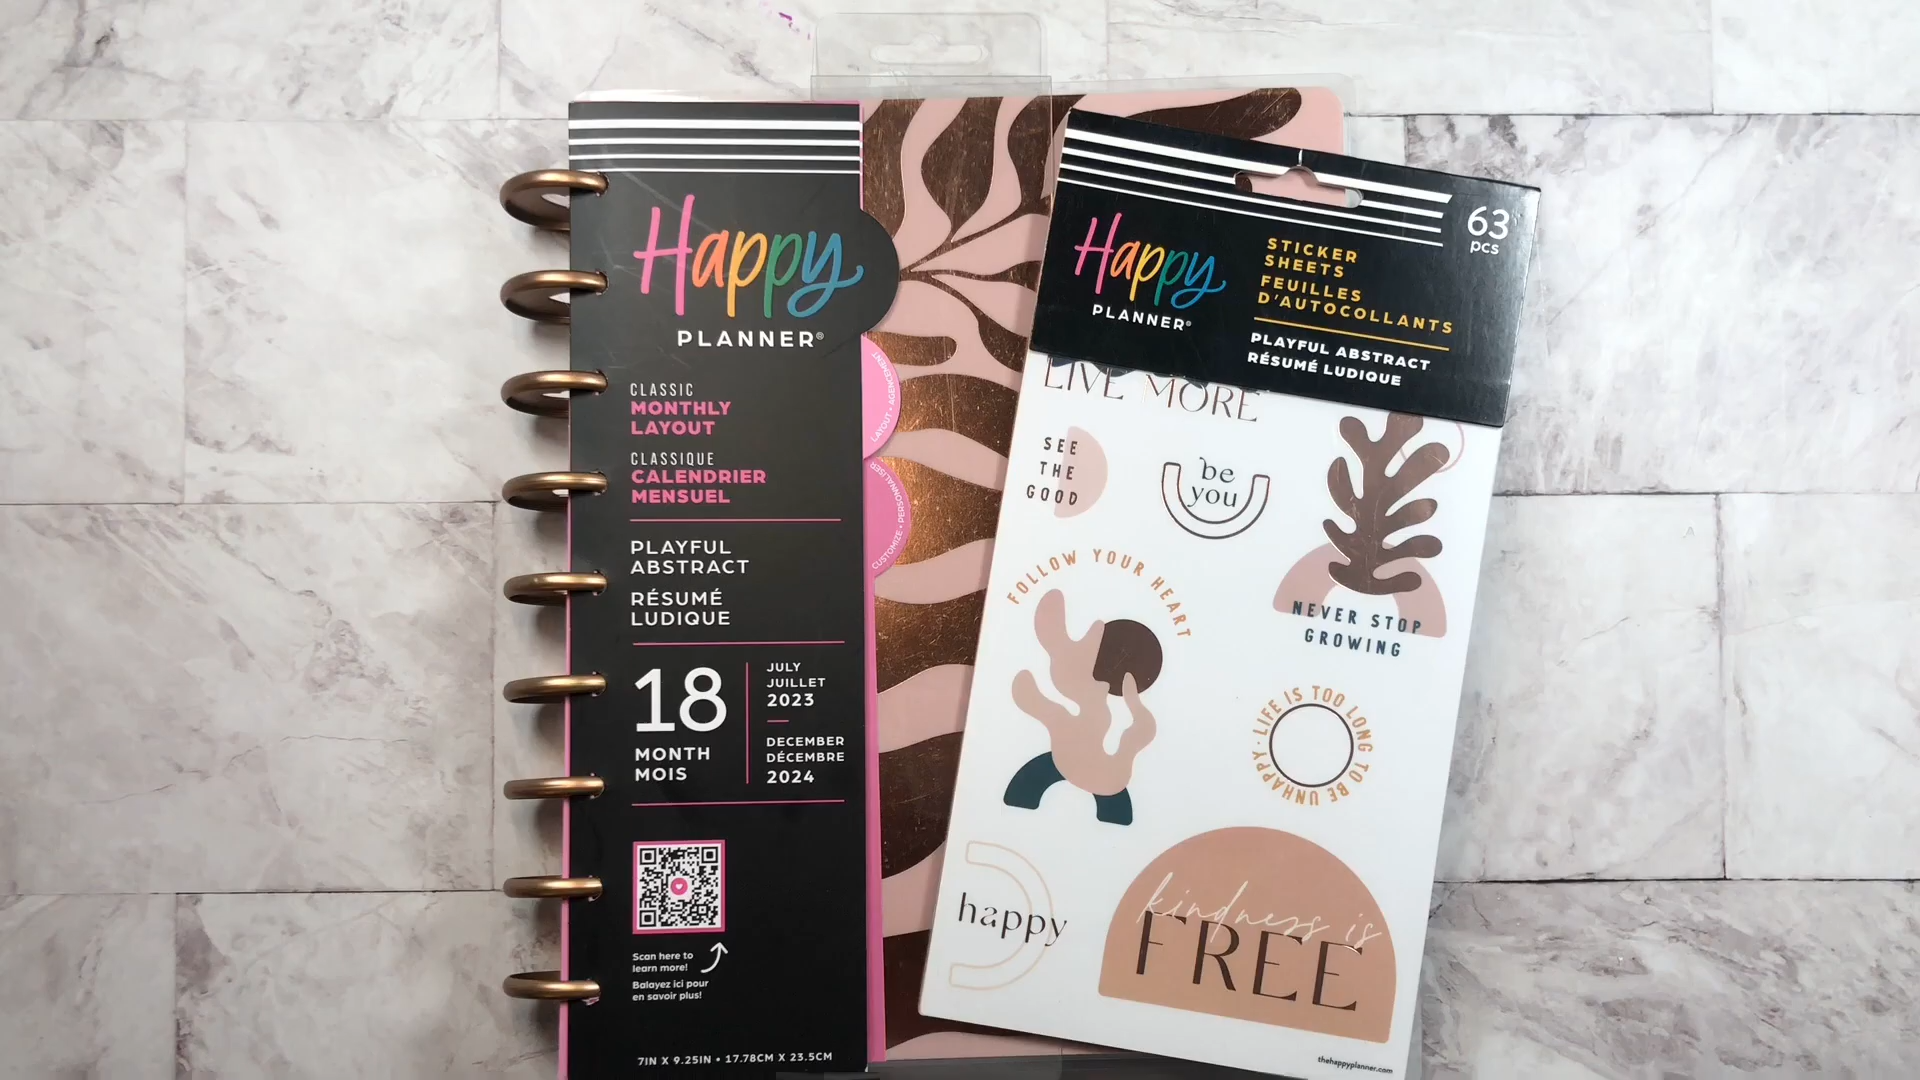 Happy
PLANNER®
CLASSIC
MONTHLY
LAYOUT
CLASSIQUE
CALENDRIER
MENSUEL
PLAYFUL
ABSTRACT
RÉSUMÉ
LUDIQUE
18
MONTH
MOIS
JULY
JUILLET
2023
DECEMBER
DÉCEMBRE
2024
Scan here to
learn more!
Balayez ici pour
en savoir plus!
7IN X 9.25IN • 17.78CM X 23.5CM
LAYOUT • AGENCEMENT
CUSTOMIZE • PERSONNALISER
Happy
PLANNER®
STICKER
SHEETS
FEUILLES
D'AUTOCOLLANTS
PLAYFUL ABSTRACT
RÉSUMÉ LUDIQUE
63
pcs
LIVE MORE
SEE
THE
GOOD
be
you
FOLLOW YOUR HEART
NEVER STOP
GROWING
LIFE IS TOO LONG TO BE UNHAPPY •
happy
kindness is
FREE
thehappyplanner.com